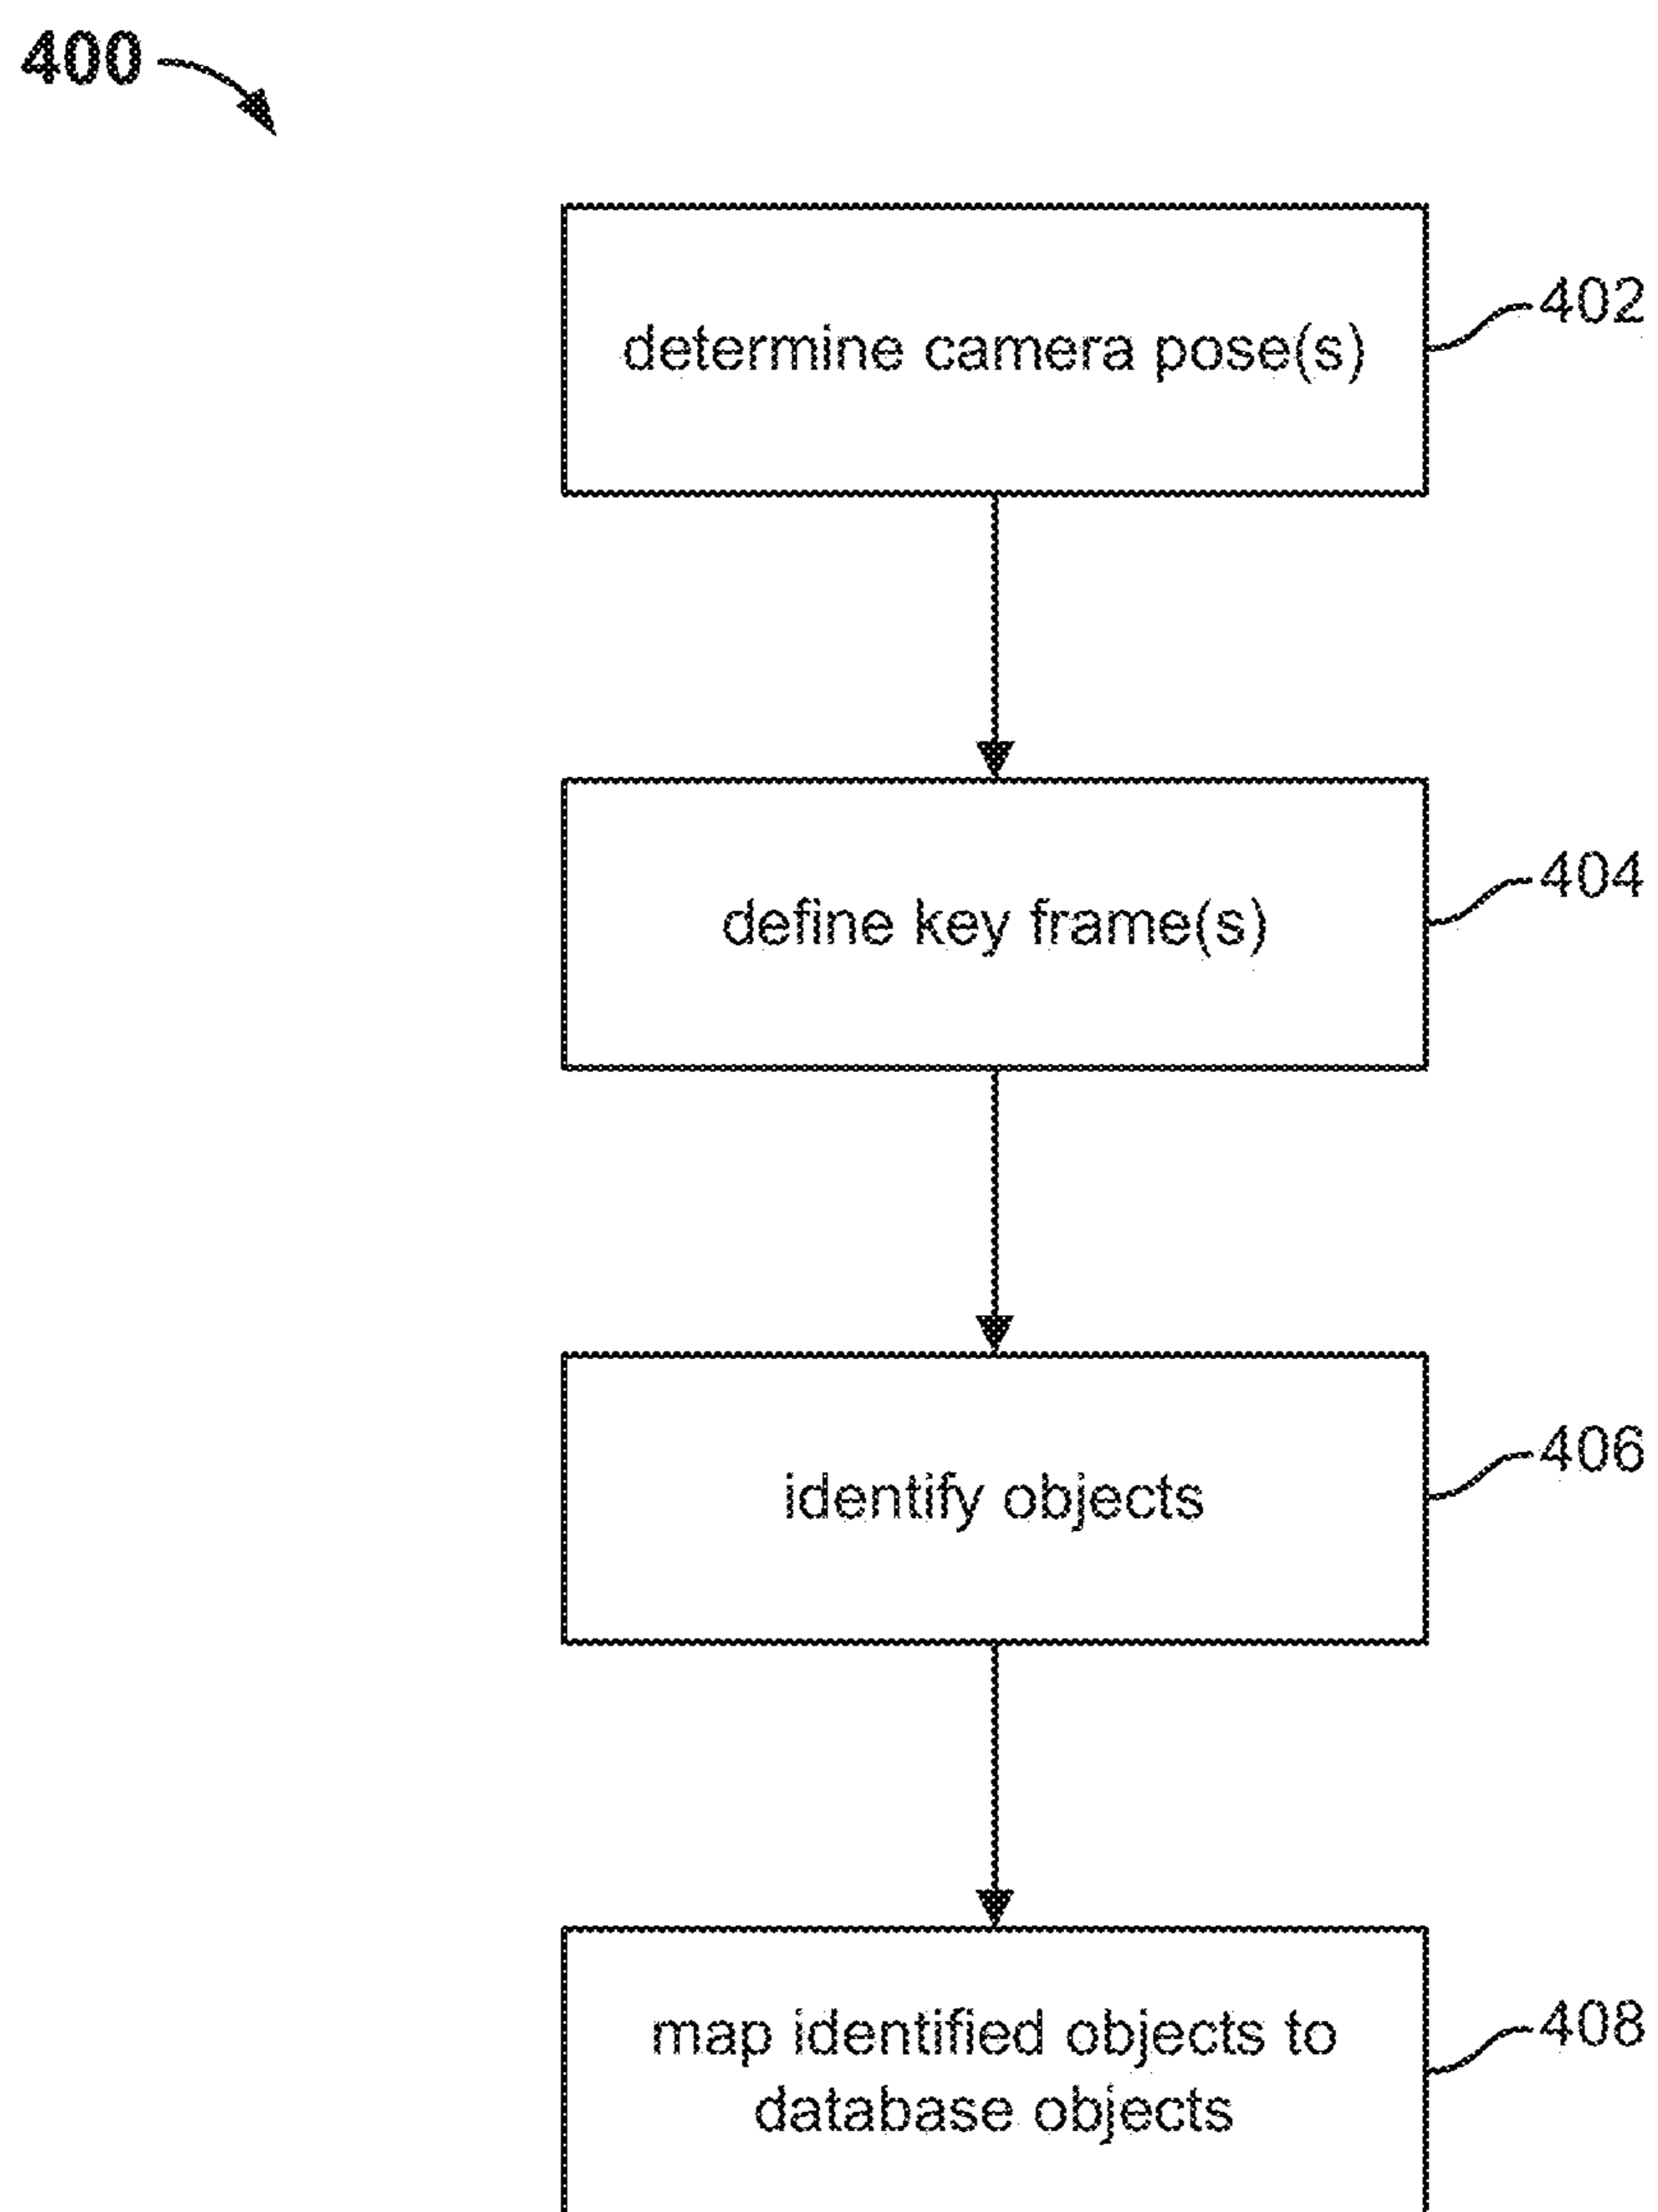 400
determine camera pose(s)
402
define key frame(s)
404
identify objects
406
map identified objects to
database objects
408